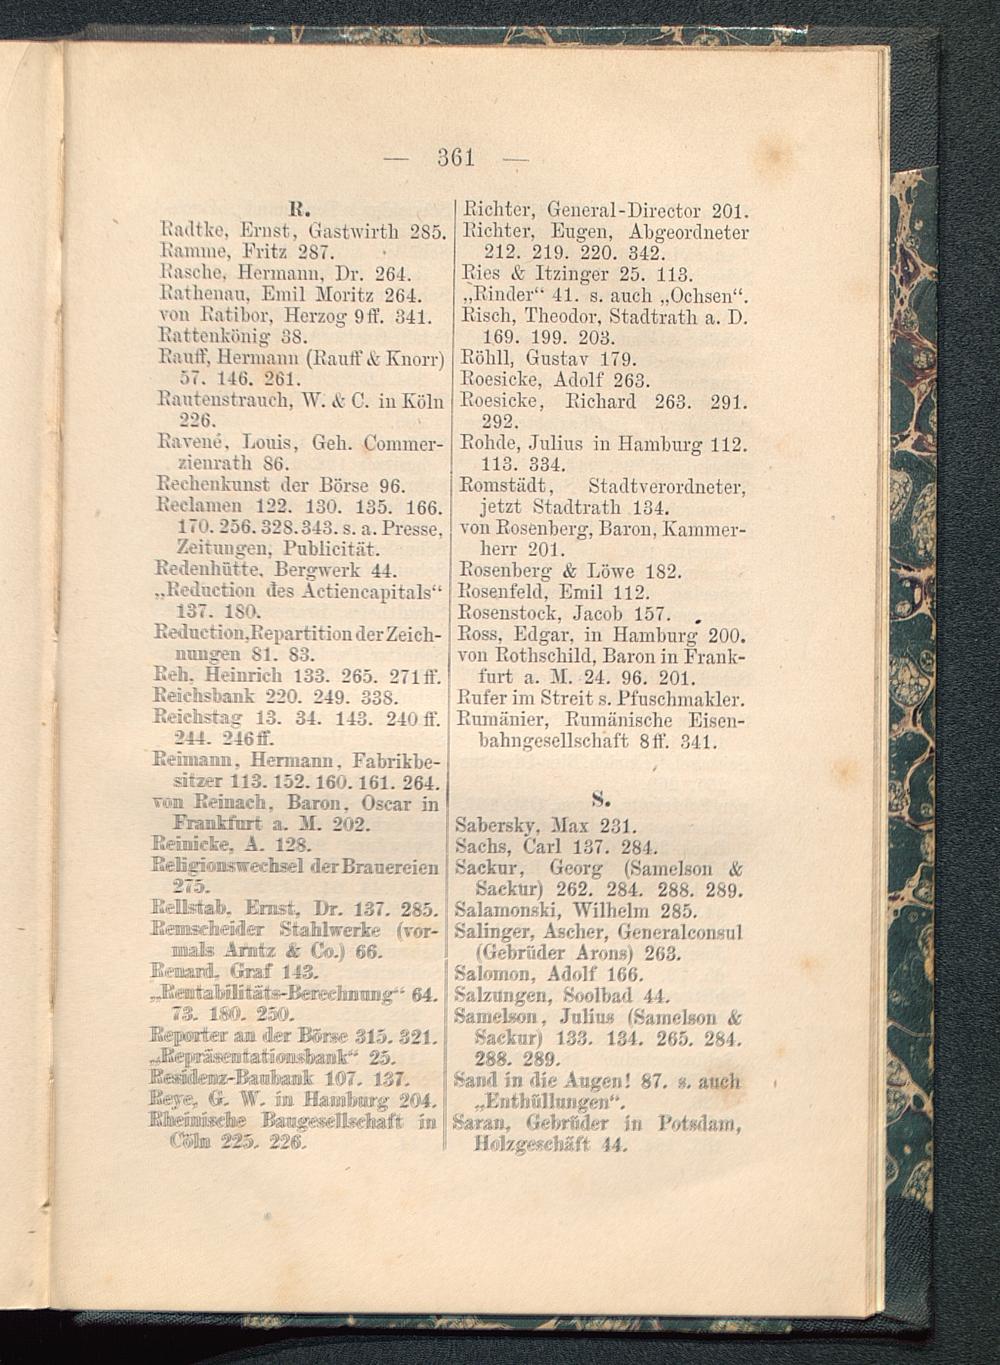 — 361 —
R.
Radtke, Ernst, Gastwirth 285.
Ramme, Fritz 287.
Rasche, Hermann, Dr. 264.
Rathenau, Emil Moritz 264.
von Ratibor, Herzog 9 ff. 341.
Rattenkönig 38.
Rauff, Hermann (Rauff & Knorr)
57. 146. 261.
Rautenstrauch, W. & C. in Köln
226.
Ravené, Louis, Geh. Commer-
zienrath 86.
Rechenkunst der Börse 96.
Reclamen 122. 130. 135. 166.
170. 256. 328. 343. s. a. Presse,
Zeitungen, Publicität.
Redenhütte, Bergwerk 44.
„Reduction des Actiencapitals“
137. 180.
Reduction, Repartition der Zeich-
nungen 81. 83.
Reh, Heinrich 133. 265. 271 ff.
Reichsbank 220. 249. 338.
Reichstag 13. 34. 143. 240 ff.
244. 246 ff.
Reimann, Hermann, Fabrikbe-
sitzer 113. 152. 160. 161. 264.
von Reinach, Baron, Oscar in
Frankfurt a. M. 202.
Reinicke, A. 128.
Religionswechsel der Brauereien
275.
Rellstab, Ernst, Dr. 137. 285.
Remscheider Stahlwerke (vor-
mals Arntz & Co.) 66.
Renard, Graf 143.
„Rentabilitäts-Berechnung“ 64.
73. 180. 250.
Reporter an der Börse 315. 321.
„Repräsentationsbank“ 25.
Residenz-Baubank 107. 137.
Reye, G. W. in Hamburg 204.
Rheinische Baugesellschaft in
Cöln 225. 226.
Richter, General-Director 201.
Richter, Eugen, Abgeordneter
212. 219. 220. 342.
Ries & Itzinger 25. 113.
„Rinder“ 41. s. auch „Ochsen“.
Risch, Theodor, Stadtrath a. D.
169. 199. 203.
Röhll, Gustav 179.
Roesicke, Adolf 263.
Roesicke, Richard 263. 291.
292.
Rohde, Julius in Hamburg 112.
113. 334.
Romstädt, Stadtverordneter,
jetzt Stadtrath 134.
von Rosenberg, Baron, Kammer-
herr 201.
Rosenberg & Löwe 182.
Rosenfeld, Emil 112.
Rosenstock, Jacob 157.
Ross, Edgar, in Hamburg 200.
von Rothschild, Baron in Frank-
furt a. M. 24. 96. 201.
Rufer im Streit s. Pfuschmakler.
Rumänier, Rumänische Eisen-
bahngesellschaft 8 ff. 341.
S.
Sabersky, Max 231.
Sachs, Carl 137. 284.
Sackur, Georg (Samelson &
Sackur) 262. 284. 288. 289.
Salamonski, Wilhelm 285.
Salinger, Ascher, Generalconsul
(Gebrüder Arons) 263.
Salomon, Adolf 166.
Salzungen, Soolbad 44.
Samelson, Julius (Samelson &
Sackur) 133. 134. 265. 284.
288. 289.
Sand in die Augen! 87. s. auch
„Enthüllungen“.
Saran, Gebrüder in Potsdam,
Holzgeschäft 44.